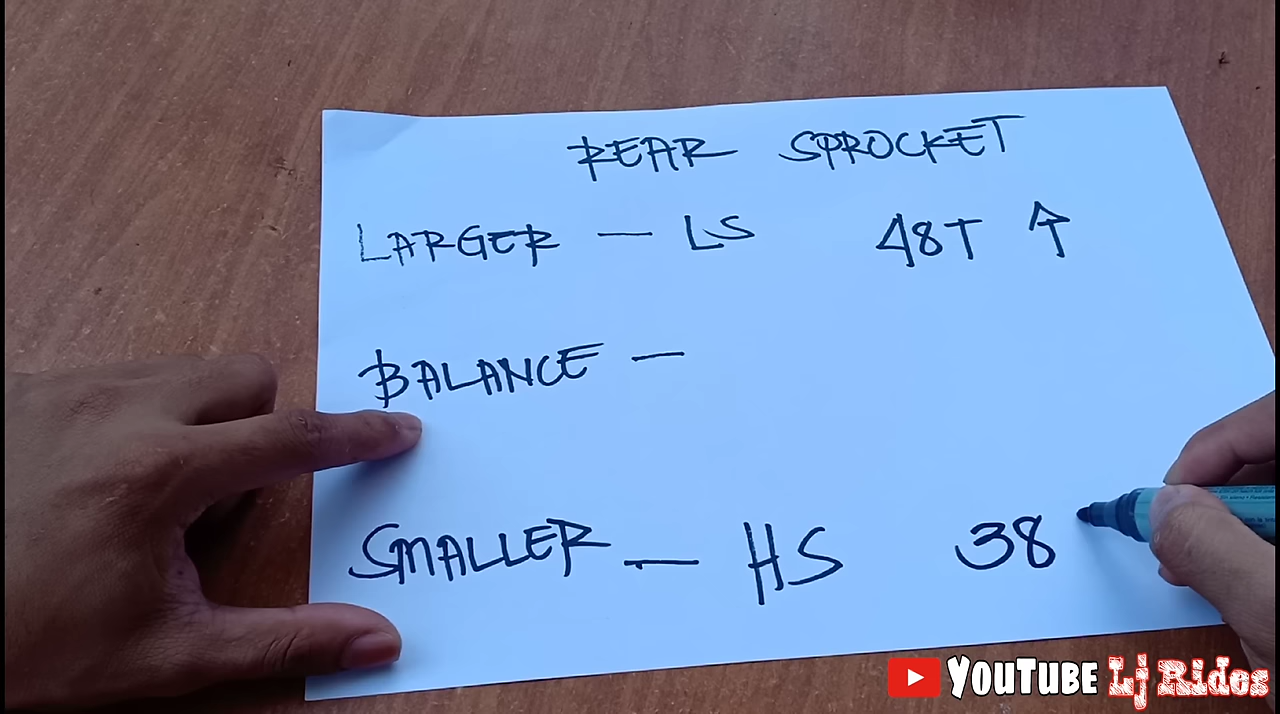 REAR SPROCKET
LARGER — LS 48T ↑
BALANCE —
SMALLER — HS 38
YOUTUBE Lj Rides